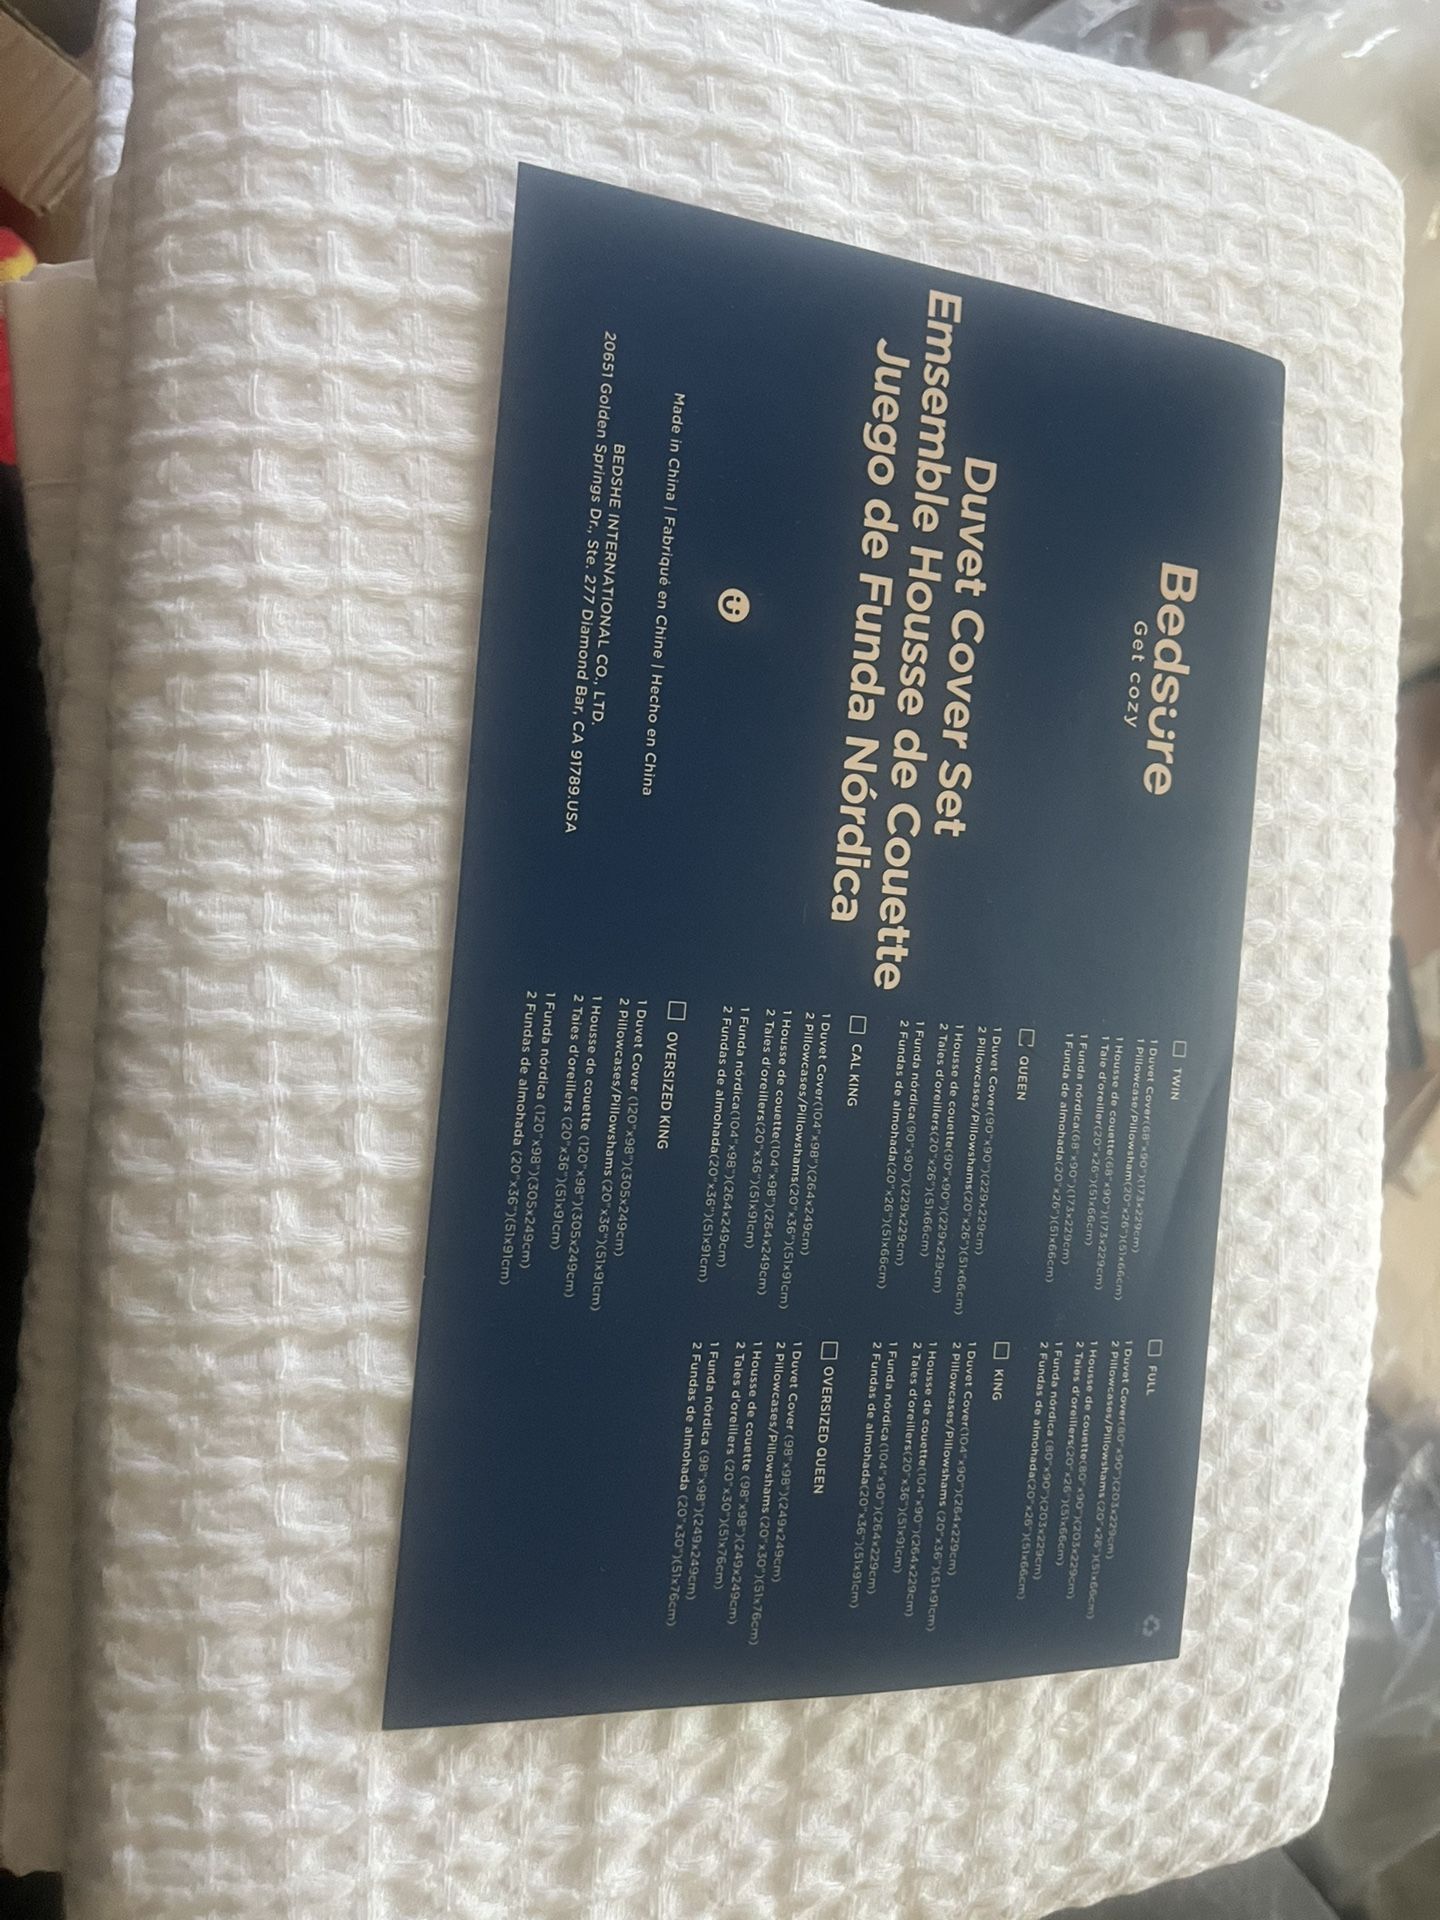 Bedsure
Get cozy
Duvet Cover Set
Emsemble Housse de Couette
Juego de Funda Nórdica
Made in China | Fabriqué en Chine | Hecho en China
BEDSHE INTERNATIONAL CO., LTD.
20651 Golden Springs Dr., Ste. 277 Diamond Bar, CA 91789.USA
TWIN
1 Duvet Cover(68"x90")(173x229cm)
1 Pillowcase/Pillowsham(20"x26")(51x66cm)
1 Housse de couette(68"x90")(173x229cm)
1 Taie d'oreiller(20"x26")(51x66cm)
1 Funda nórdica(68"x90")(173x229cm)
1 Funda de almohada(20"x26")(51x66cm)
FULL
1 Duvet Cover(80"x90")(203x229cm)
2 Pillowcases/Pillowshams(20"x26")(51x66cm)
1 Housse de couette(80"x90")(203x229cm)
2 Taies d'oreillers(20"x26")(51x66cm)
1 Funda nórdica(80"x90")(203x229cm)
2 Fundas de almohada(20"x26")(51x66cm)
QUEEN
1 Duvet Cover(90"x90")(229x229cm)
2 Pillowcases/Pillowshams(20"x26")(51x66cm)
1 Housse de couette(90"x90")(229x229cm)
2 Taies d'oreillers(20"x26")(51x66cm)
1 Funda nórdica(90"x90")(229x229cm)
2 Fundas de almohada(20"x26")(51x66cm)
KING
1 Duvet Cover(104"x90")(264x229cm)
2 Pillowcases/Pillowshams (20"x36")(51x91cm)
1 Housse de couette(104"x90")(264x229cm)
2 Taies d'oreillers(20"x36")(51x91cm)
1 Funda nórdica(104"x90")(264x229cm)
2 Fundas de almohada(20"x36")(51x91cm)
CAL KING
1 Duvet Cover(104"x98")(264x249cm)
2 Pillowcases/Pillowshams(20"x36")(51x91cm)
1 Housse de couette(104"x98")(264x249cm)
2 Taies d'oreillers(20"x36")(51x91cm)
1 Funda nórdica(104"x98")(264x249cm)
2 Fundas de almohada(20"x36")(51x91cm)
OVERSIZED QUEEN
1 Duvet Cover (98"x98")(249x249cm)
2 Pillowcases/Pillowshams (20"x30")(51x76cm)
1 Housse de couette (98"x98")(249x249cm)
2 Taies d'oreillers (20"x30")(51x76cm)
1 Funda nórdica (98"x98")(249x249cm)
2 Fundas de almohada (20"x30")(51x76cm)
OVERSIZED KING
1 Duvet Cover (120"x98")(305x249cm)
2 Pillowcases/Pillowshams (20"x36")(51x91cm)
1 Housse de couette (120"x98")(305x249cm)
2 Taies d'oreillers (20"x36")(51x91cm)
1 Funda nórdica (120"x98")(305x249cm)
2 Fundas de almohada (20"x36")(51x91cm)